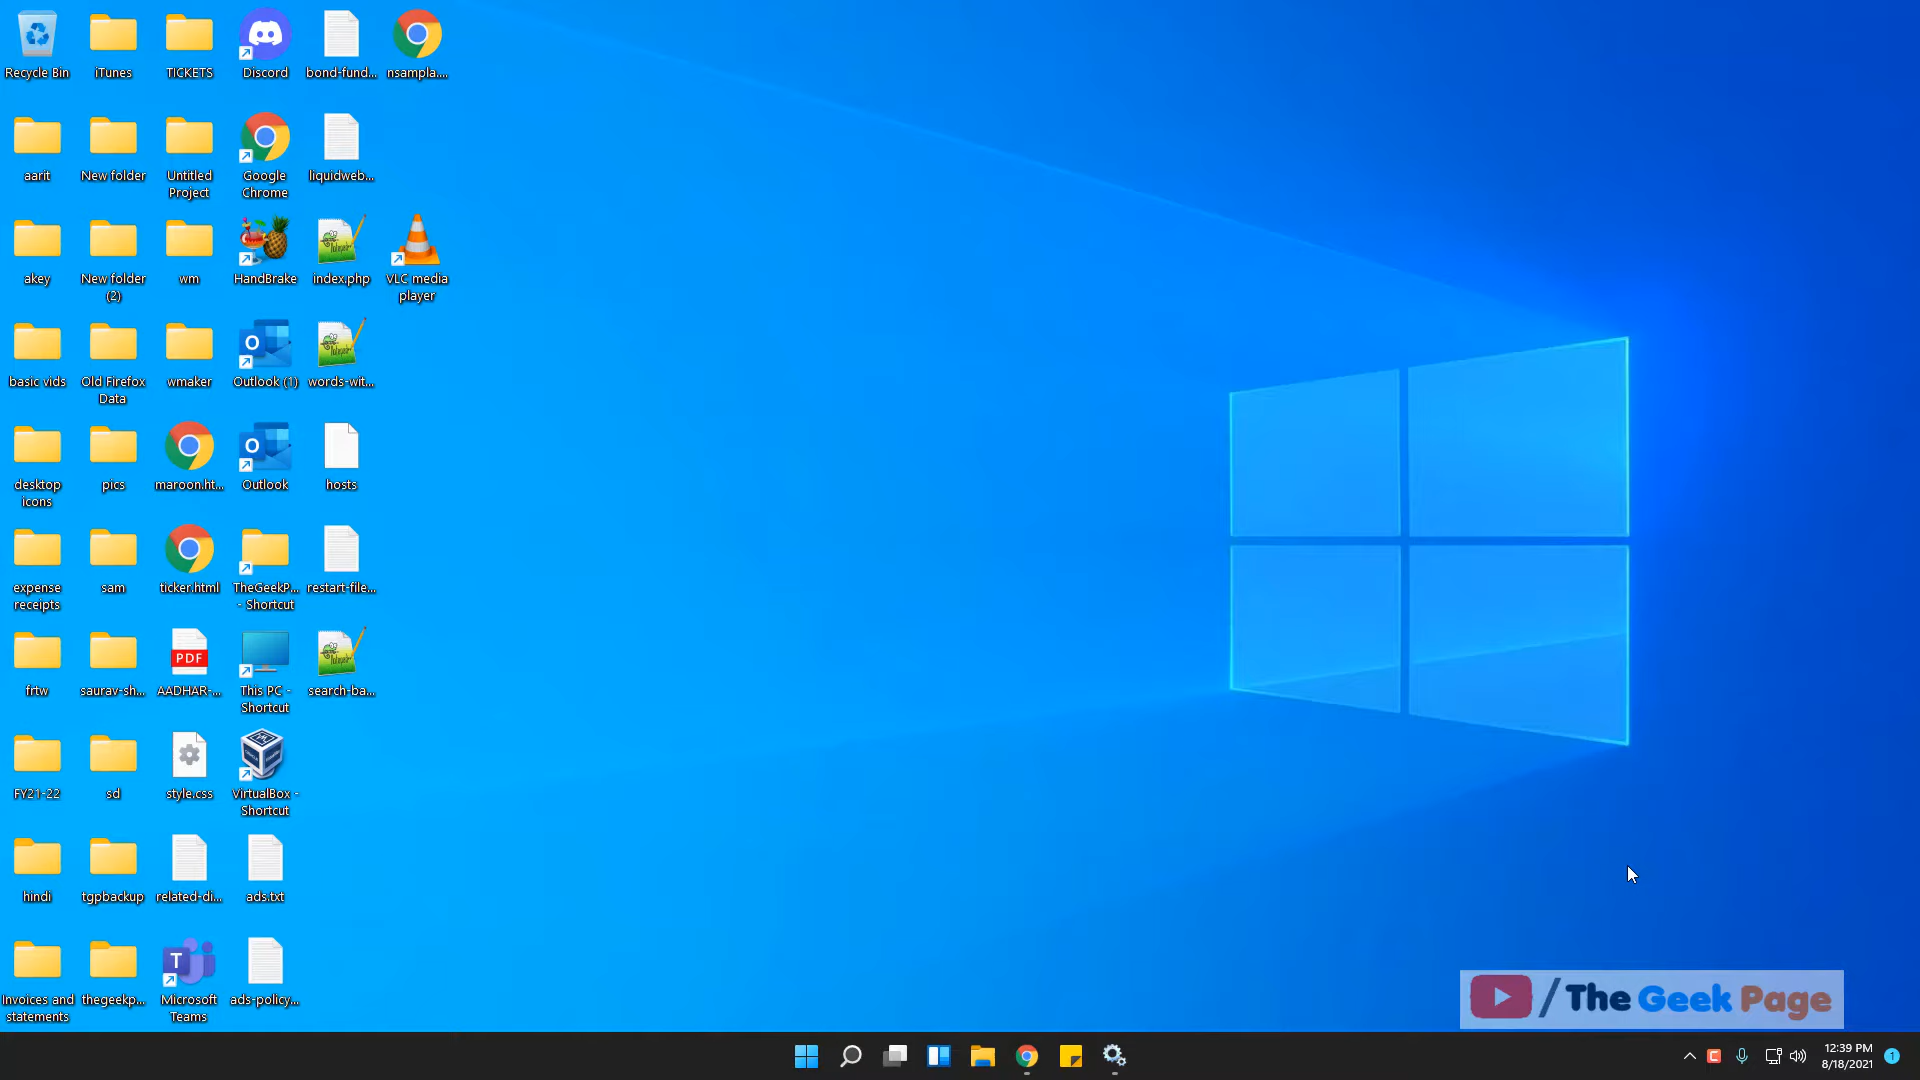 Recycle Bin
iTunes
TICKETS
Discord
bond-fund...
nsampla....
aarit
New folder
Untitled
Project
Google
Chrome
liquidweb...
akey
New folder
(2)
wm
HandBrake
index.php
VLC media
player
basic vids
Old Firefox
Data
wmaker
Outlook (1)
words-wit...
desktop
icons
pics
maroon.ht...
Outlook
hosts
expense
receipts
sam
ticker.html
TheGeekP...
- Shortcut
restart-file...
frtw
saurav-sh...
PDF
AADHAR-...
This PC -
Shortcut
search-ba...
FY21-22
sd
style.css
VirtualBox -
Shortcut
hindi
tgpbackup
related-di...
ads.txt
Invoices and
statements
thegeekp...
Microsoft
Teams
ads-policy...
/The Geek Page
12:39 PM
8/18/2021
1